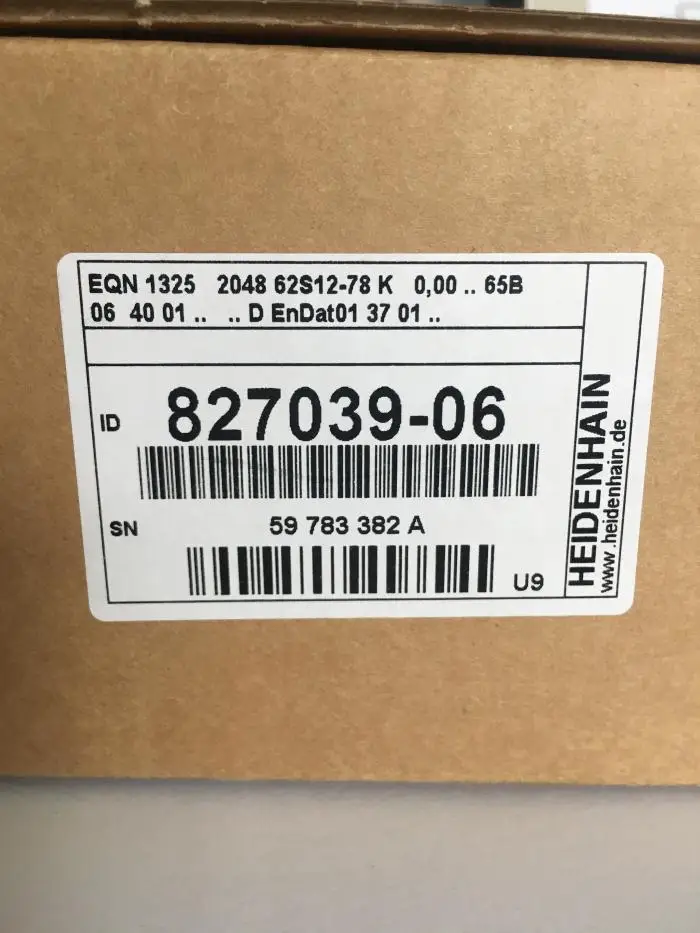 EQN 1325 2048 62S12-78 K 0,00 .. 65B
06 40 01 .. .. D EnDat01 37 01 ..
ID 827039-06
SN 59 783 382 A
U9
HEIDENHAIN
www.heidenhain.de